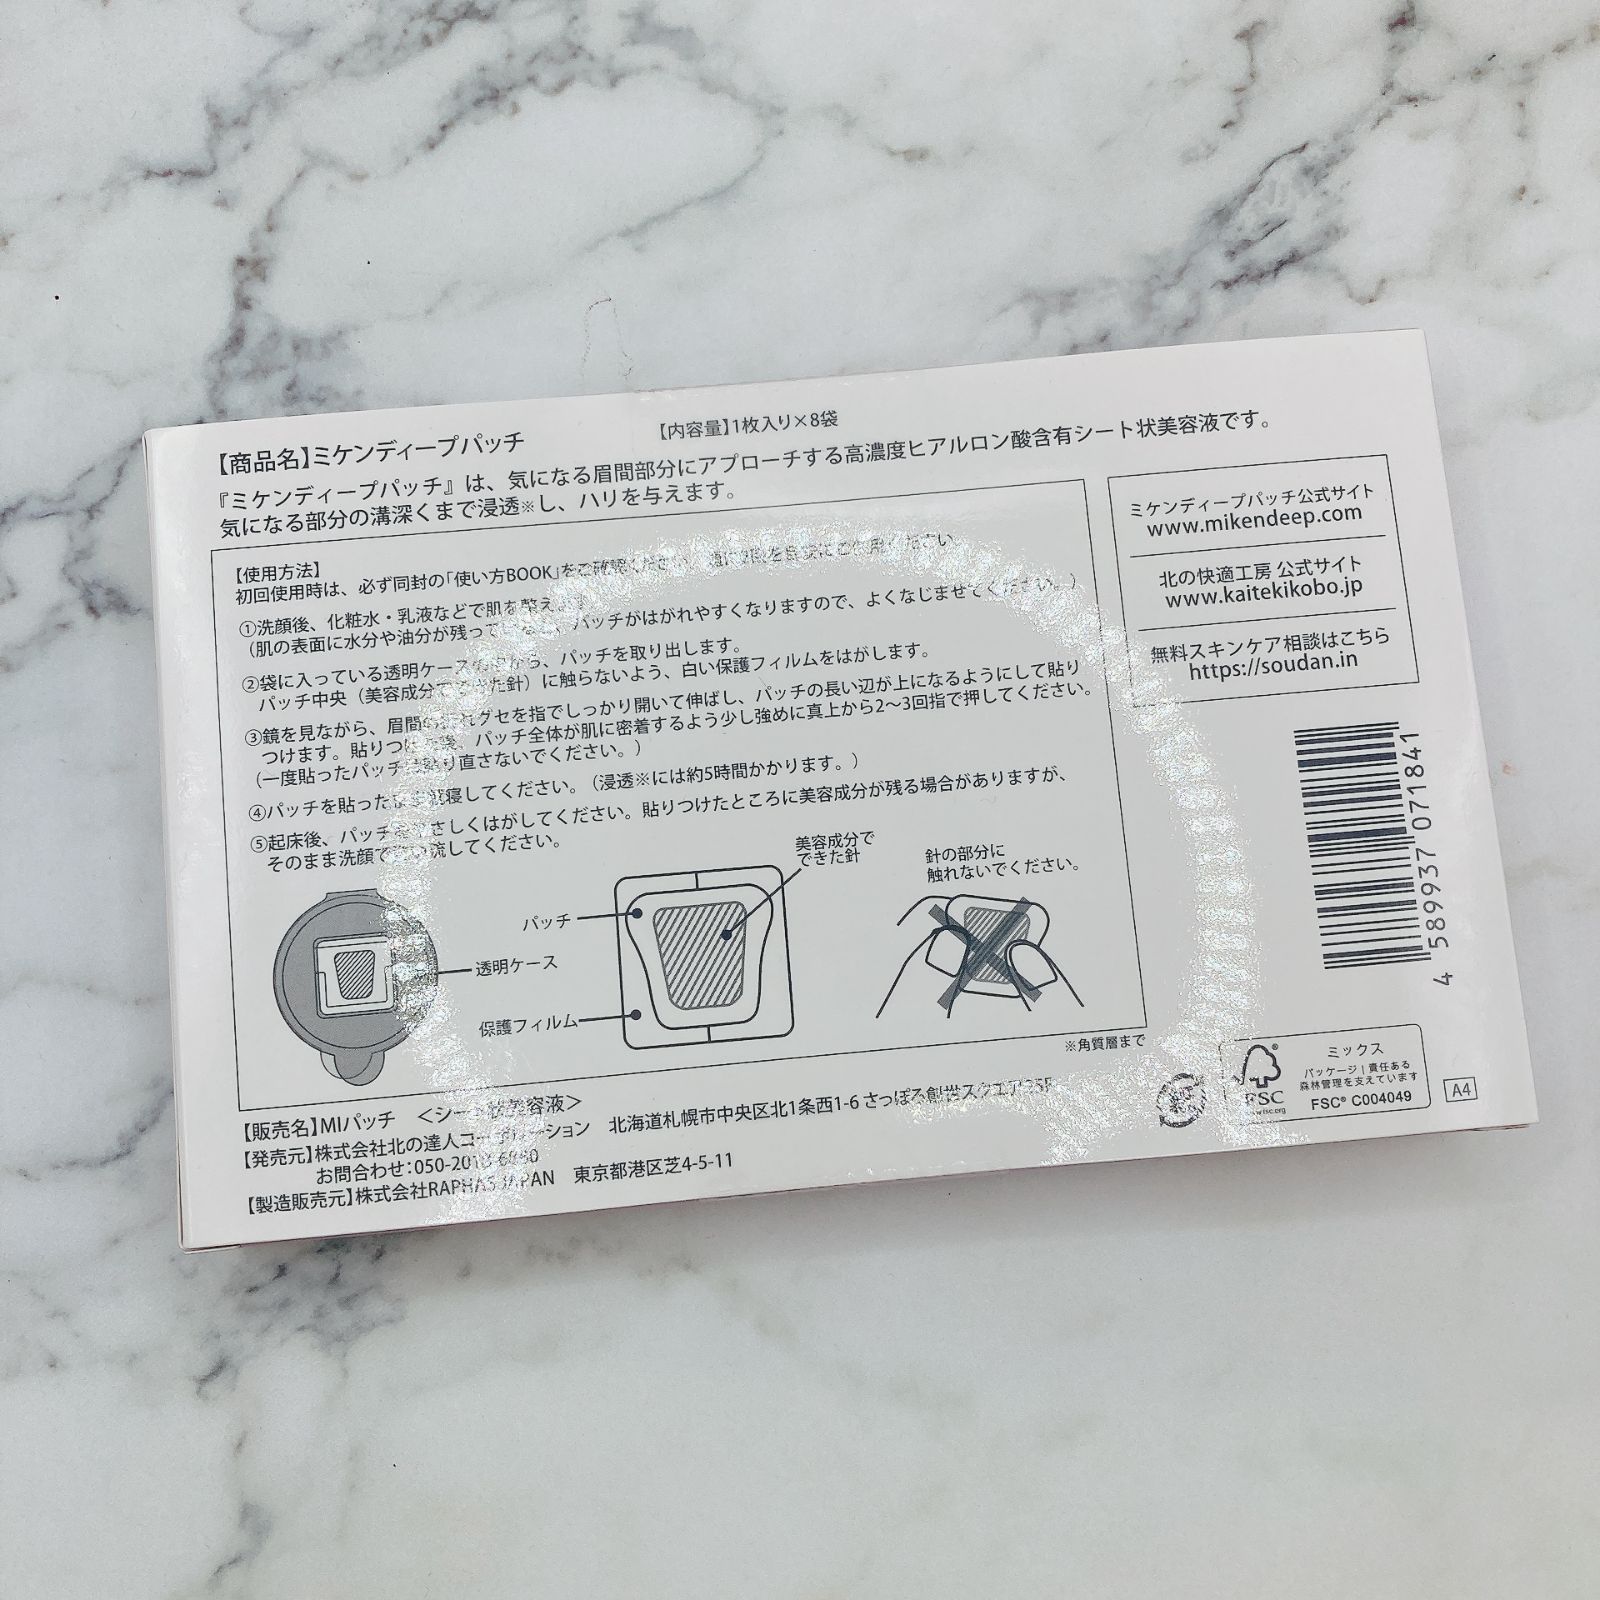 【商品名】ミケンディープパッチ
【内容量】1枚入り×8袋
『ミケンディープパッチ』は、気になる眉間部分にアプローチする高濃度ヒアルロン酸含有シート状美容液です。
気になる部分の溝深くまで浸透※し、ハリを与えます。
【使用方法】
初回使用時は、必ず同封の「使い方BOOK」をご確認ください
①洗顔後、化粧水・乳液などで肌を整えます
(肌の表面に水分や油分が残って パッチがはがれやすくなりますので、よくなじませてください。)
②袋に入っている透明ケースの中から、パッチを取り出します。
パッチ中央(美容成分でできた針)に触らないよう、白い保護フィルムをはがします。
③鏡を見ながら、眉間の グセを指でしっかり開いて伸ばし、パッチの長い辺が上になるようにして貼り
つけます。貼りつけた後、パッチ全体が肌に密着するよう少し強めに真上から2〜3回指で押してください。
(一度貼ったパッチは貼り直さないでください。)
④パッチを貼ったまま就寝してください。(浸透※には約5時間かかります。)
⑤起床後、パッチをやさしくはがしてください。貼りつけたところに美容成分が残る場合がありますが、
そのまま洗顔で洗い流してください。
美容成分で
できた針
針の部分に
触れないでください。
パッチ
透明ケース
保護フィルム
※角質層まで
【販売名】MIパッチ <シート状美容液>
【発売元】株式会社北の達人コーポレーション 北海道札幌市中央区北1条西1-6 さっぽろ創世スクエア
お問合わせ:
【製造販売元】株式会社RAPHAS JAPAN 東京都港区芝4-5-11
ミケンディープパッチ公式サイト
www.mikendeep.com
北の快適工房 公式サイト
www.kaitekikobo.jp
無料スキンケア相談はこちら
https://soudan.in
4 589937 071841
FSC
ミックス
パッケージ|責任ある
森林管理を支えています
FSC® C004049
A4